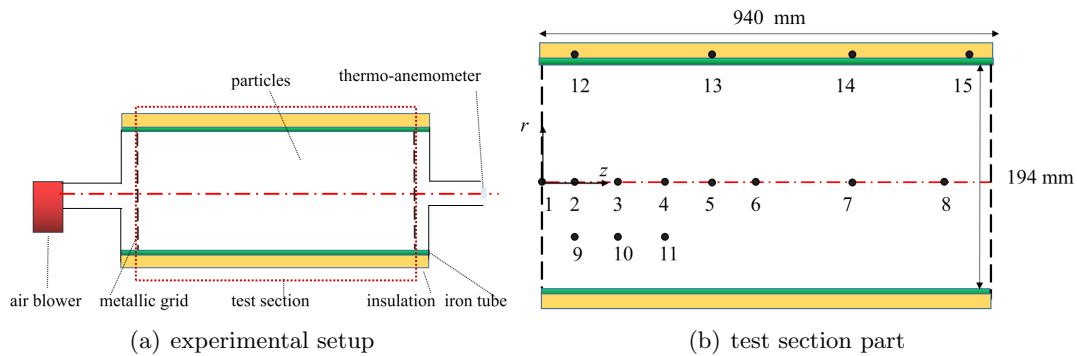 particles
thermo-anemometer
air blower
metallic grid
test section
insulation
iron tube
(a) experimental setup
940 mm
12
13
14
15
r
z
194 mm
1
2
3
4
5
6
7
8
9
10
11
(b) test section part